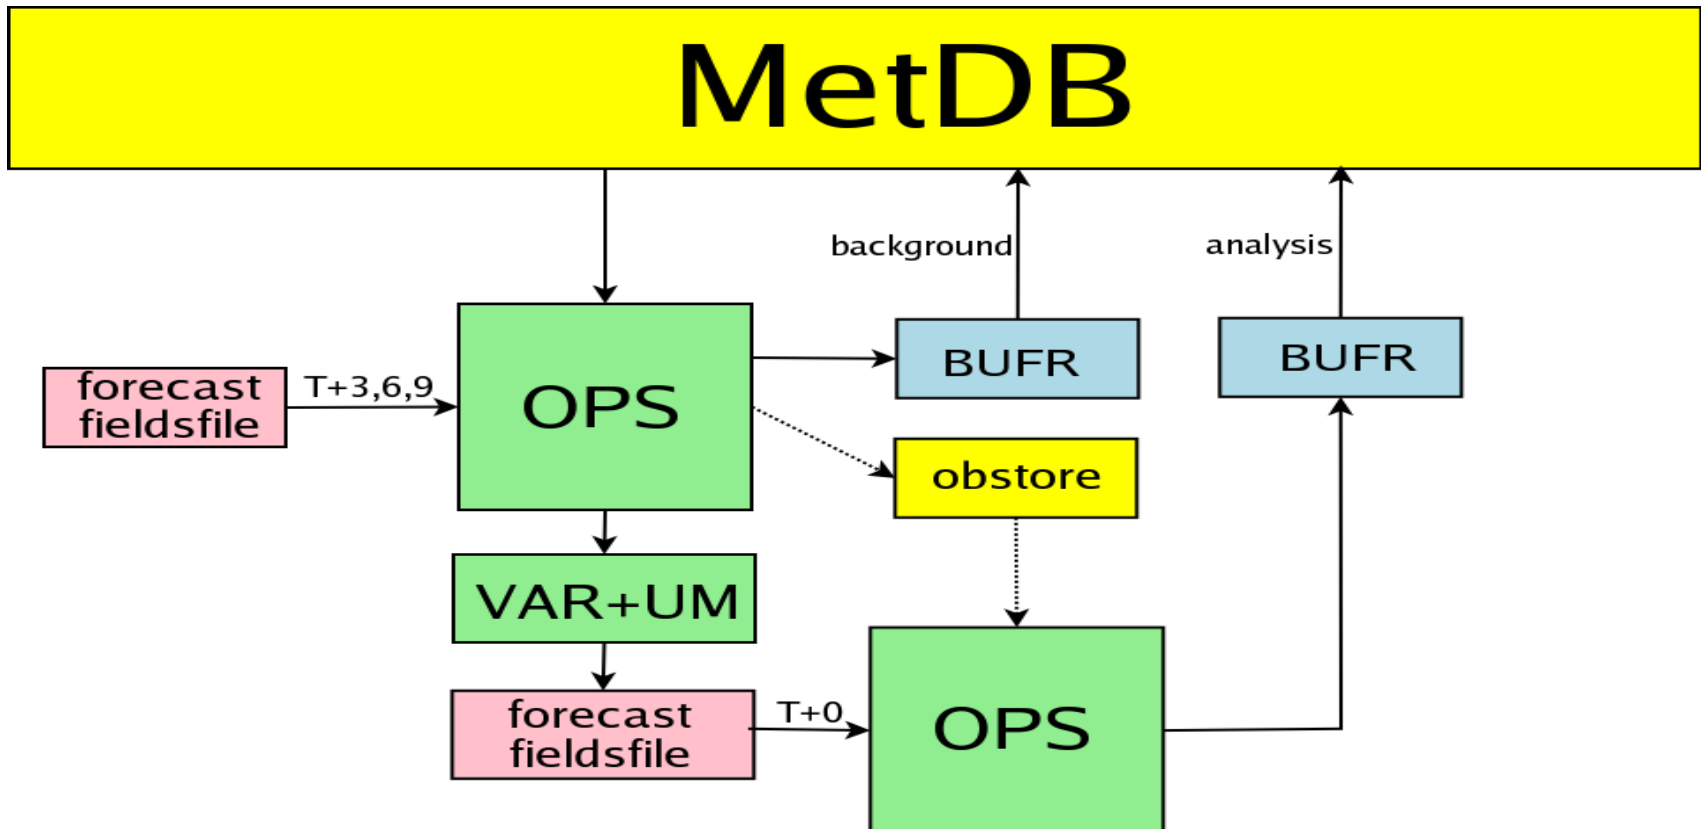 MetDB
background
analysis
forecast
fieldsfile
T+3,6,9
OPS
BUFR
BUFR
obstore
VAR+UM
forecast
fieldsfile
T+0
OPS